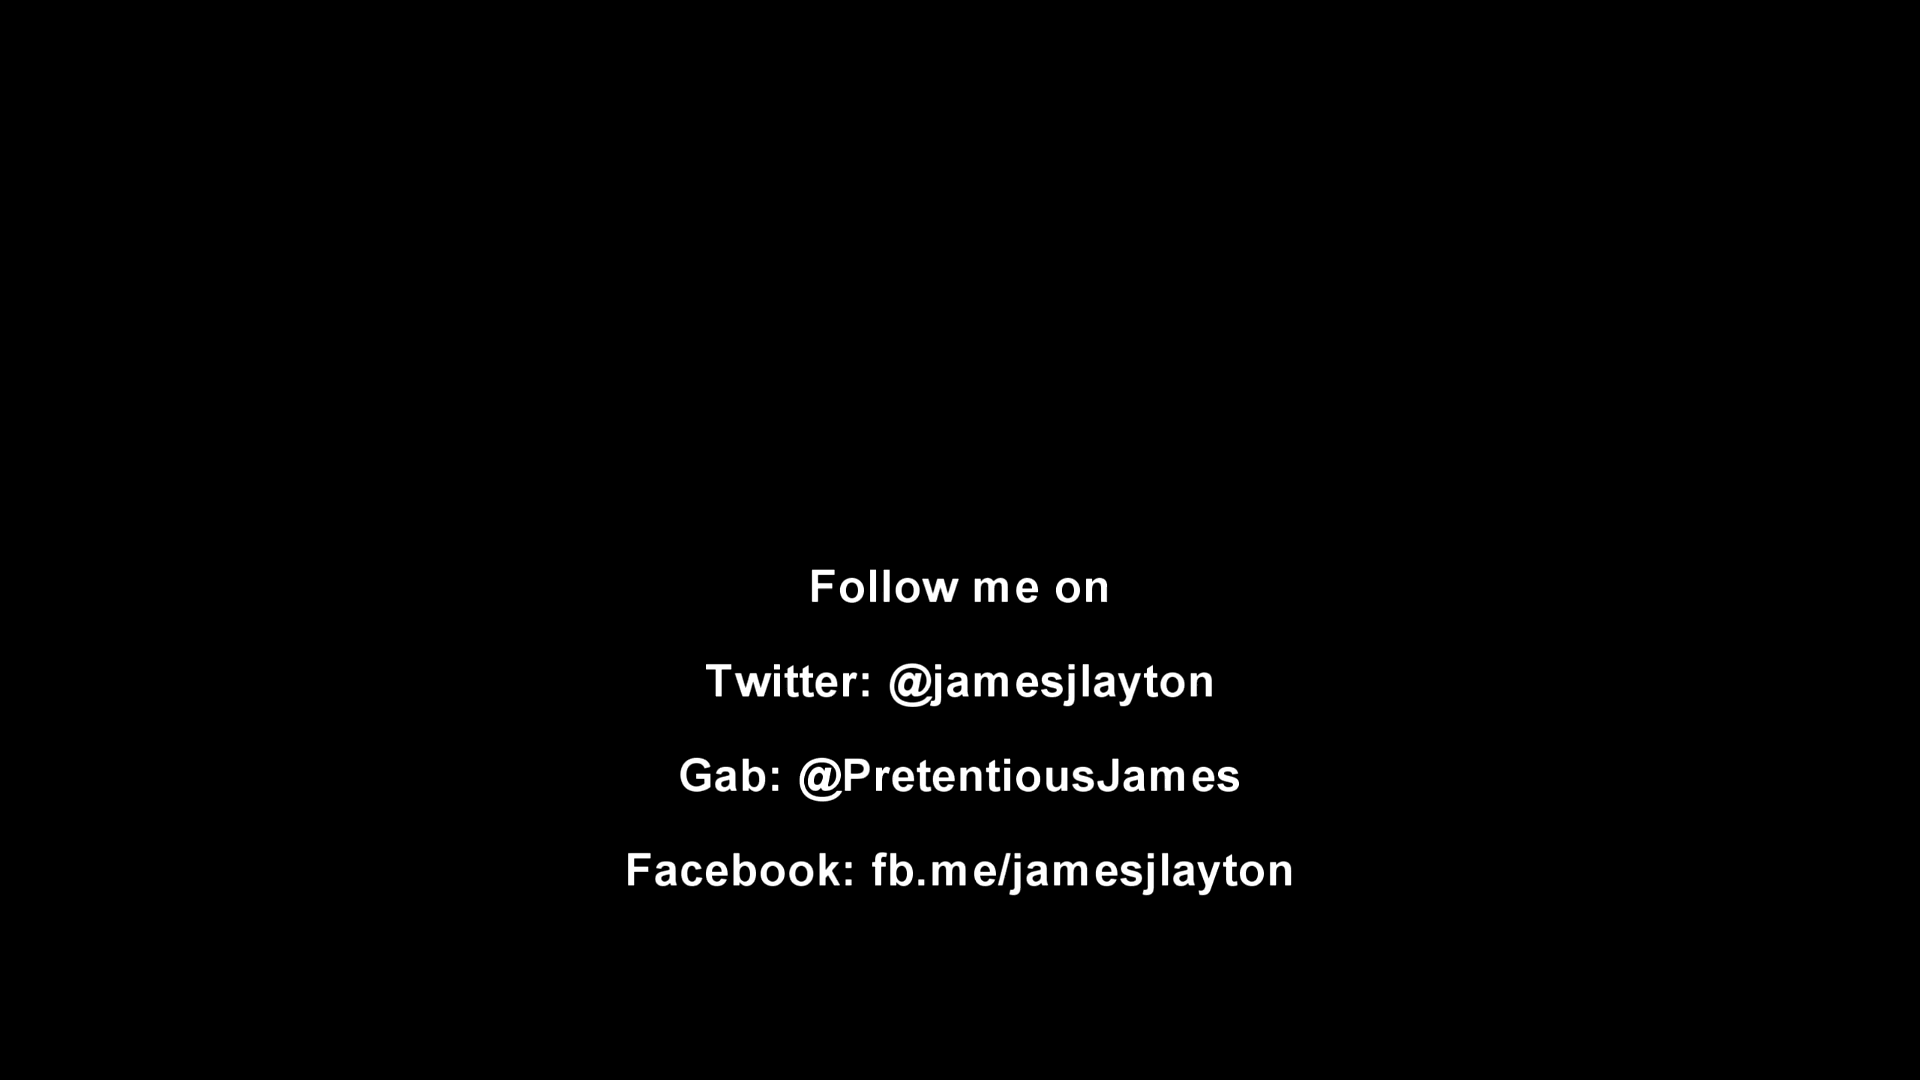 Follow me on
Twitter: @jamesjlayton
Gab: @PretentiousJames
Facebook: fb.me/jamesjlayton